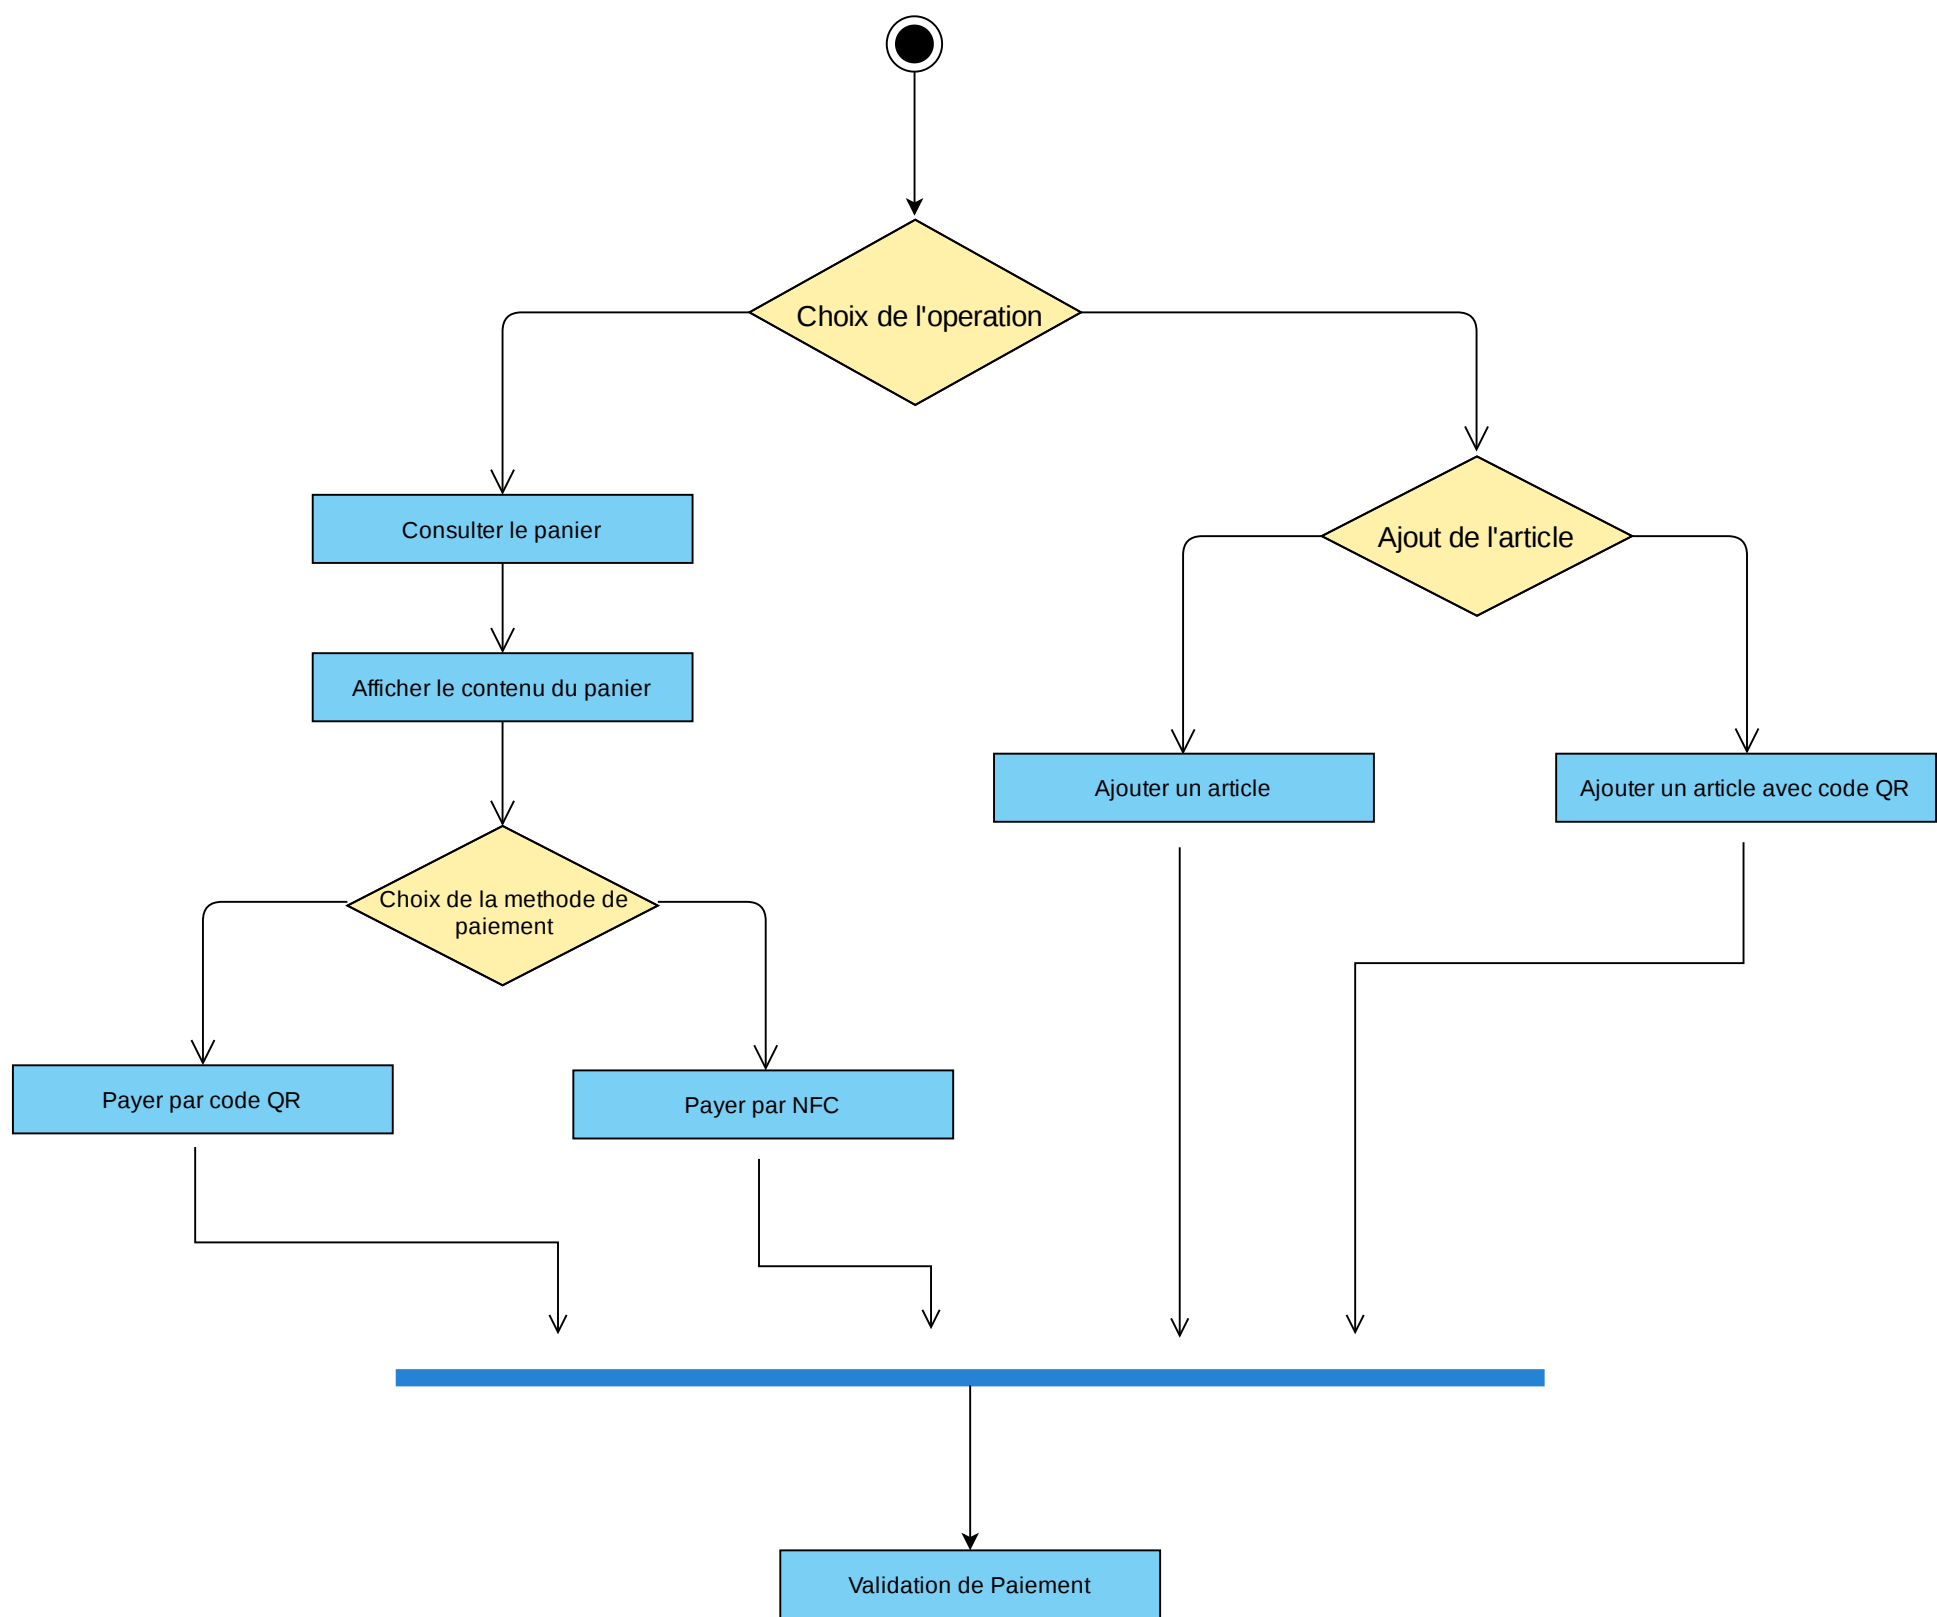 Choix de l'operation
Consulter le panier
Ajout de l'article
Afficher le contenu du panier
Ajouter un article
Ajouter un article avec code QR
Choix de la methode de
paiement
Payer par code QR
Payer par NFC
Validation de Paiement